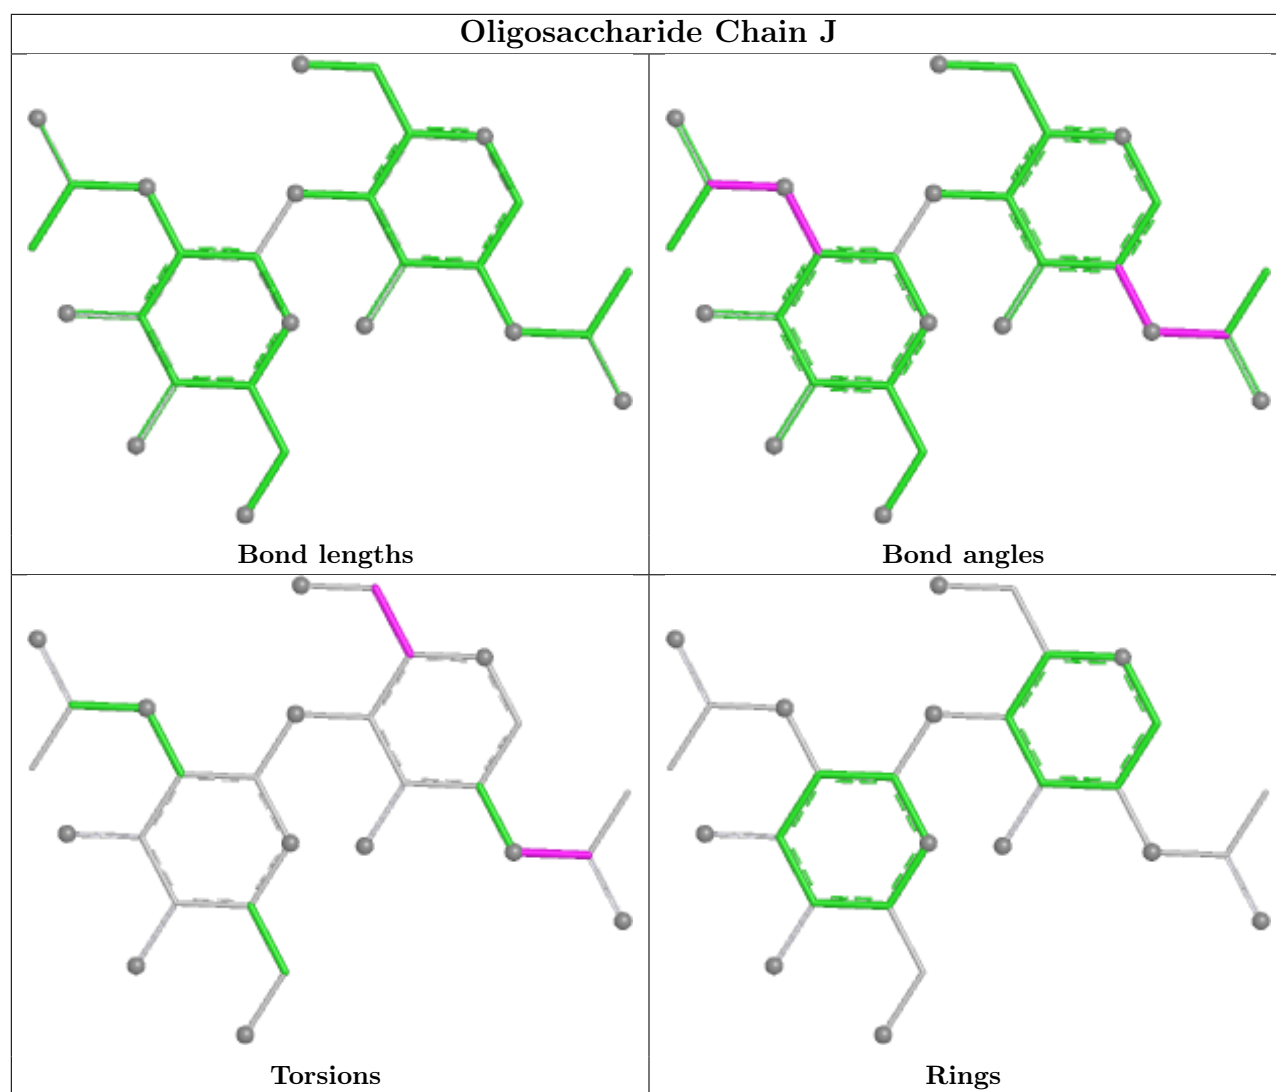 Oligosaccharide Chain J
Bond lengths
Bond angles
Torsions
Rings